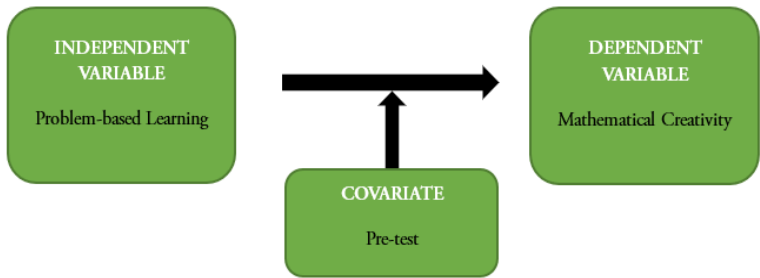 INDEPENDENT
VARIABLE
Problem-based Learning
DEPENDENT
VARIABLE
Mathematical Creativity
COVARIATE
Pre-test